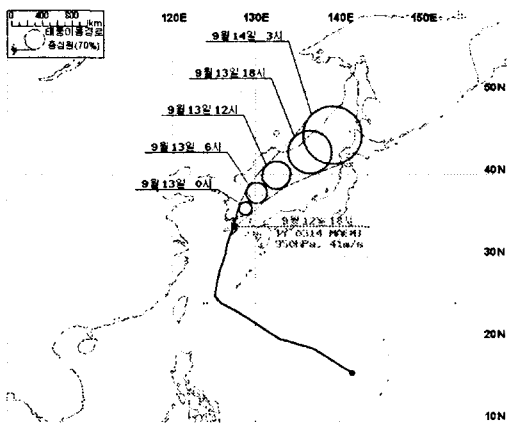 120E 130E 140E 150E
0 400 800
km
태풍이동경로
중심원(70%)
9월14일 3시
9월13일 18시
9월13일 12시
9월13일 6시
9월13일 0시
9월12일 18시
TY 0314 MAEMI
950hPa, 41m/s
50N
40N
30N
20N
10N